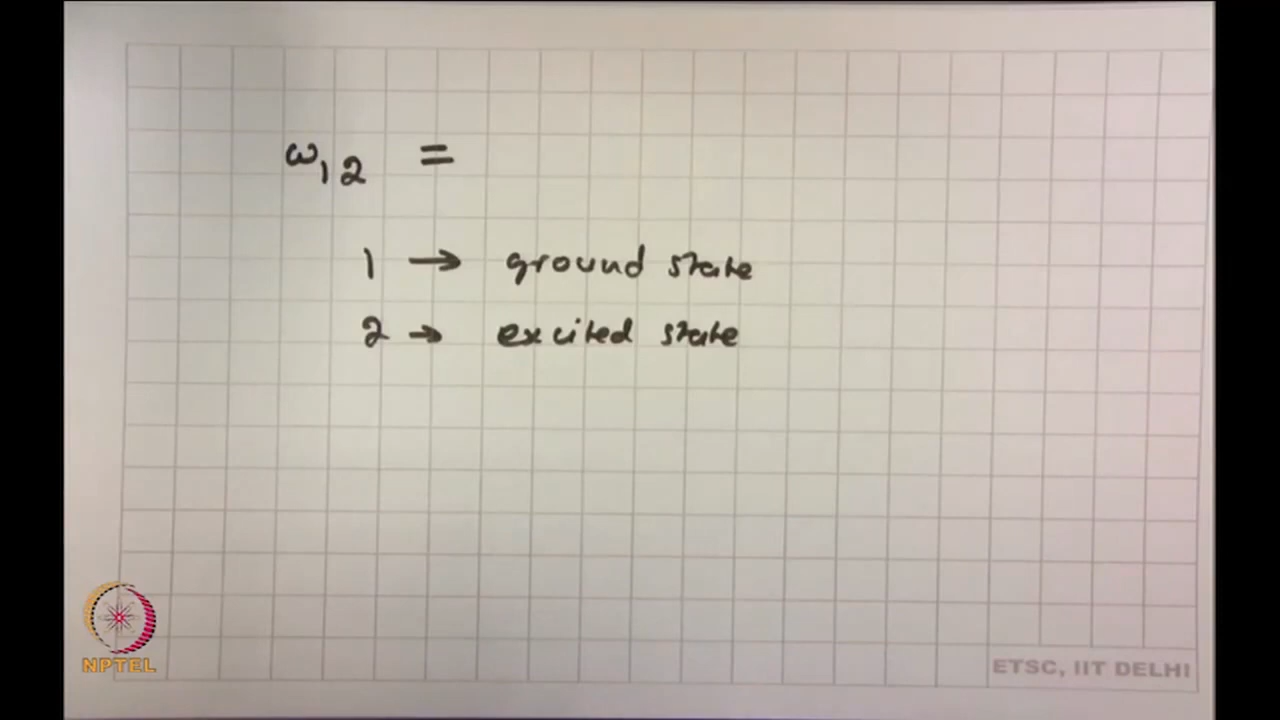 ω₁₂ =
1 → ground state
2 → excited state
NPTEL
ETSC, IIT DELHI